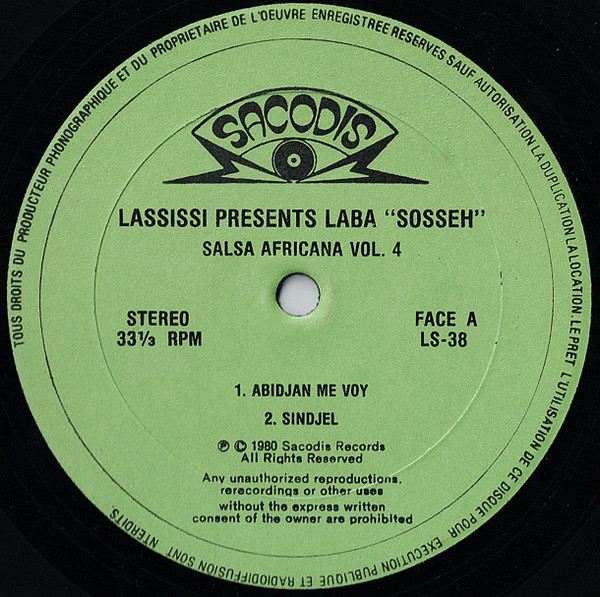 TOUS DROITS DU PRODUCTEUR PHONOGRAPHIQUE ET DU PROPRIETAIRE DE L'OEUVRE ENREGISTREE RESERVES SAUF AUTORISATION LA DUPLICATION LA LOCATION. LE PRET L'UTILISATION DE CE DISQUE POUR EXECUTION PUBLIQUE ET RADIODIFFUSION SONT NTERDITS
SACODIS
LASSISSI PRESENTS LABA "SOSSEH"
SALSA AFRICANA VOL. 4
STEREO
33⅓ RPM
FACE A
LS-38
1. ABIDJAN ME VOY
2. SINDJEL
℗ © 1980 Sacodis Records
All Rights Reserved
Any unauthorized reproductions,
rerecordings or other uses
without the express written
consent of the owner are prohibited